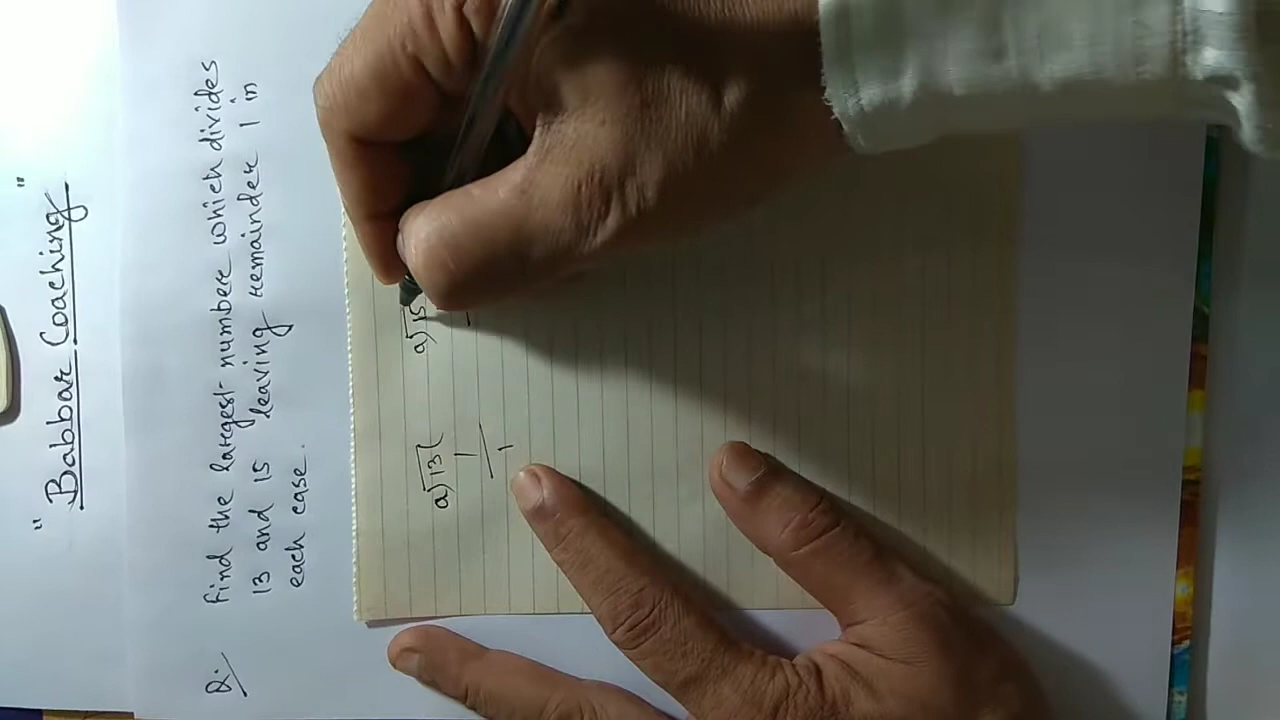 " Babbar Coaching "
Q. Find the largest number which divides
13 and 15 leaving remainder 1 in
each case.
a)13(
1
a)15